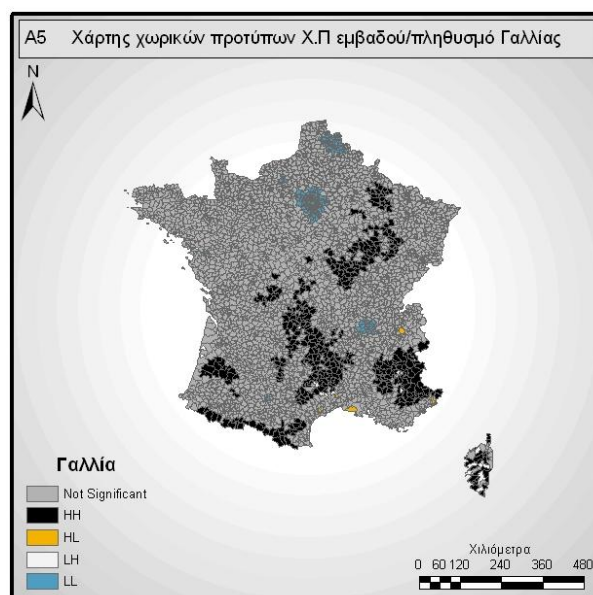 A5 Χάρτης χωρικών προτύπων Χ.Π εμβαδού/πληθυσμό Γαλλίας
N
Γαλλία
Not Significant
HH
HL
LH
LL
Χιλιόμετρα
0 60 120 240 360 480